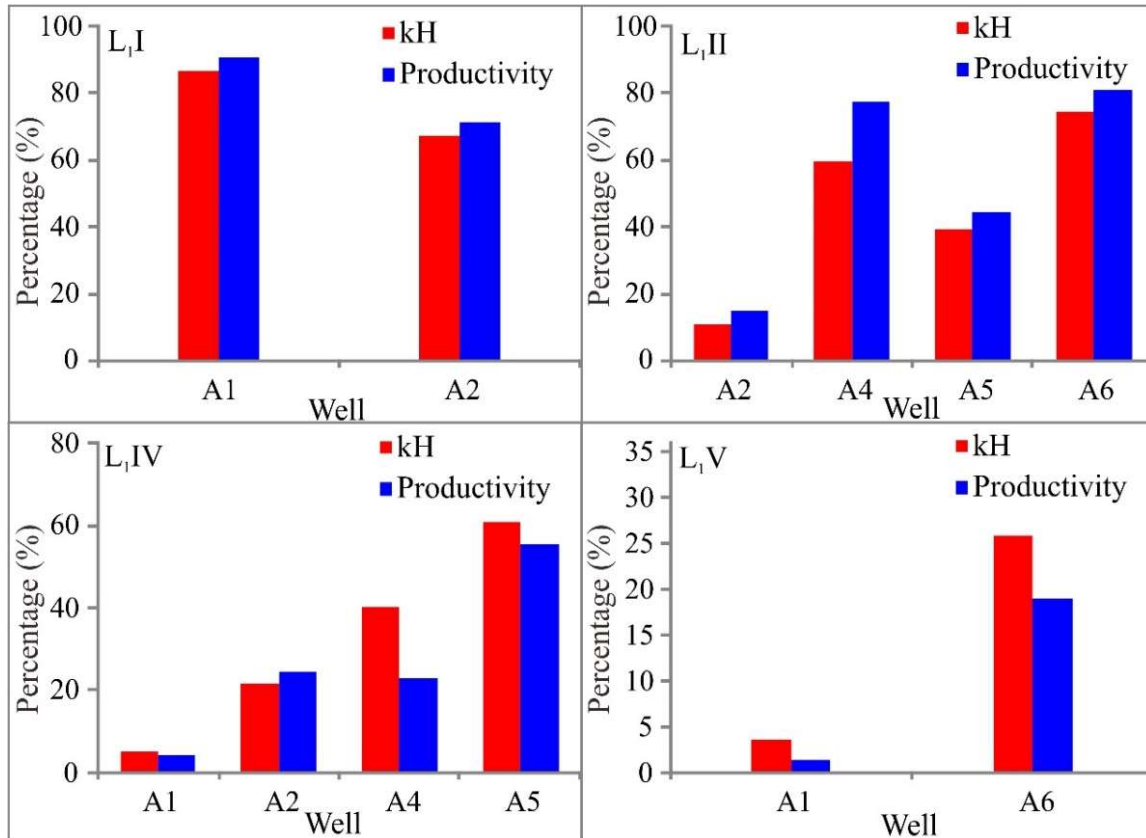 L₁I
kH
Productivity
Percentage (%)
100
80
60
40
20
0
A1
A2
Well
L₁II
kH
Productivity
Percentage (%)
100
80
60
40
20
0
A2
A4
A5
A6
Well
L₁IV
kH
Productivity
Percentage (%)
80
60
40
20
0
A1
A2
A4
A5
Well
L₁V
kH
Productivity
Percentage (%)
35
30
25
20
15
10
5
0
A1
A6
Well